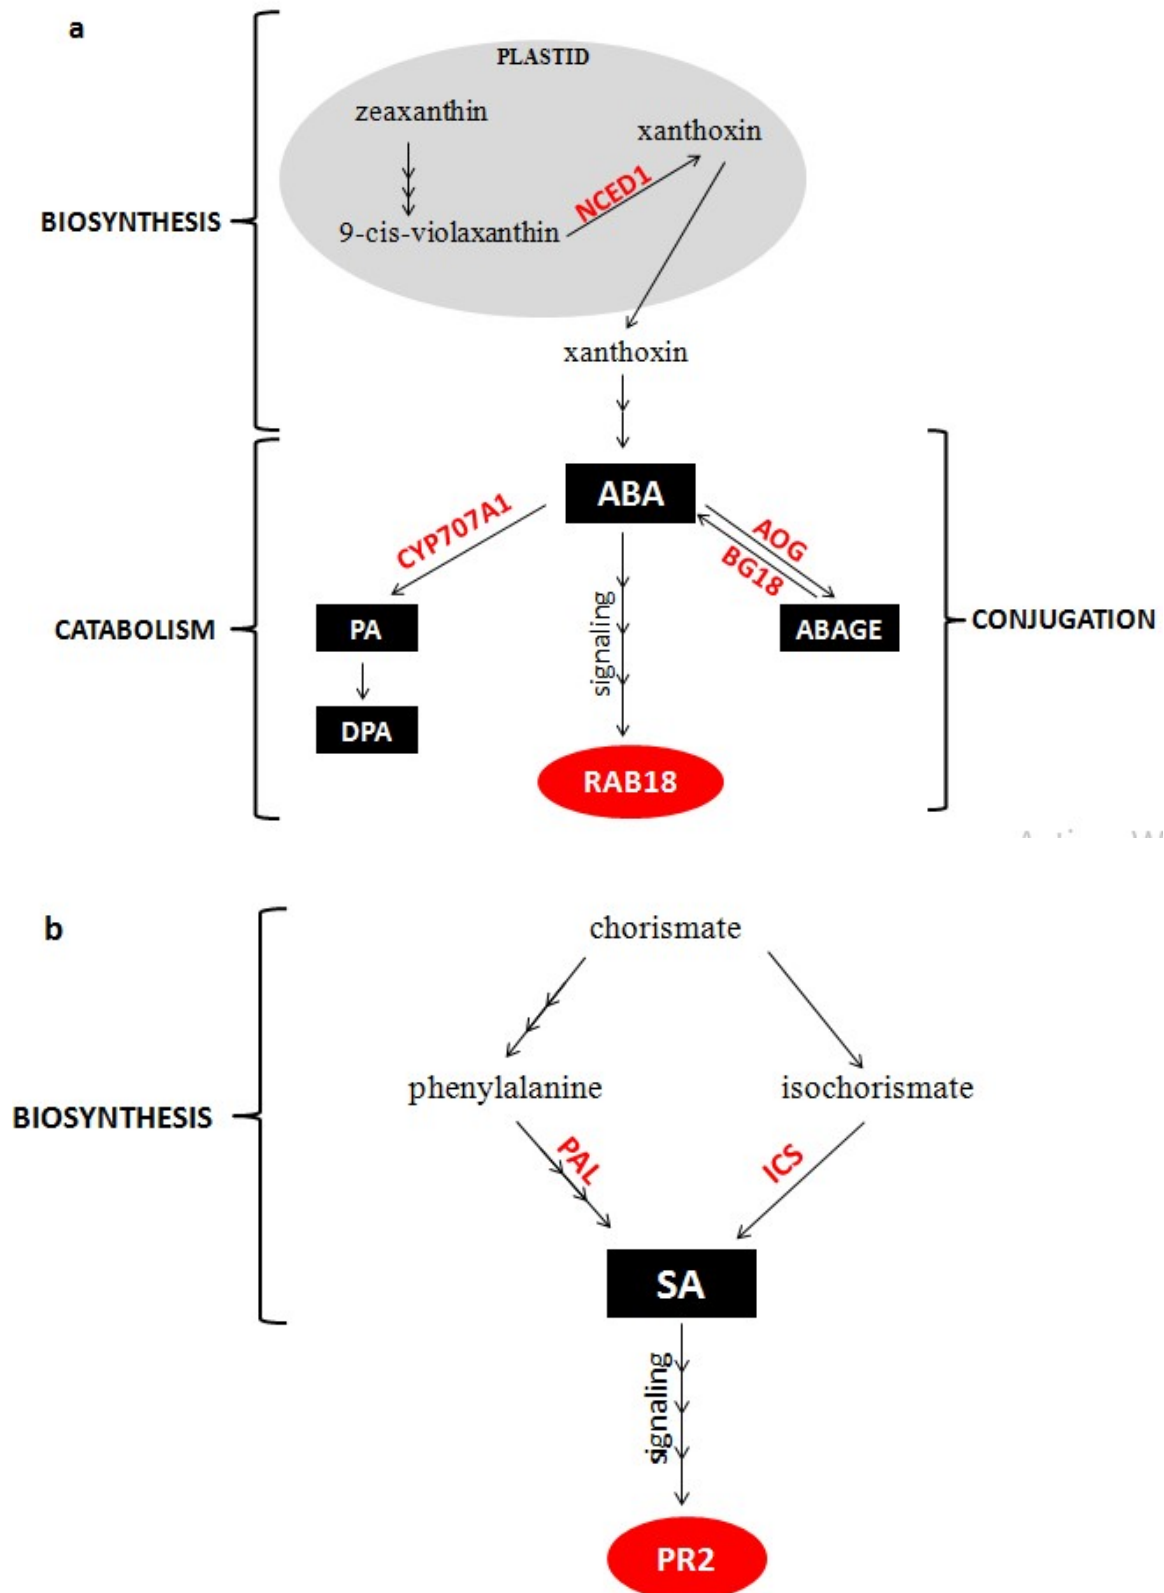 a
PLASTID
zeaxanthin
xanthoxin
NCED1
BIOSYNTHESIS
9-cis-violaxanthin
xanthoxin
ABA
CYP707A1
AOG
BG18
CATABOLISM
PA
signaling
ABAGE
CONJUGATION
DPA
RAB18
b
chorismate
phenylalanine
isochorismate
BIOSYNTHESIS
PAL
ICS
SA
signaling
PR2